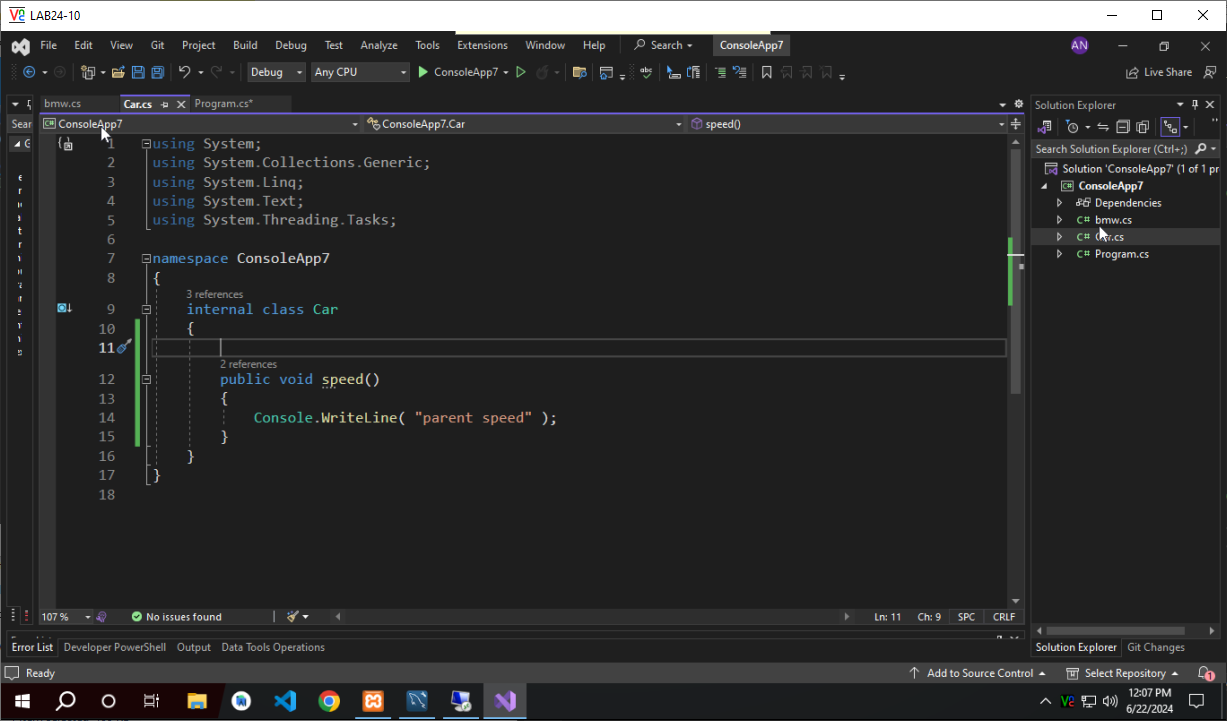 LAB24-10
File Edit View Git Project Build Debug Test Analyze Tools Extensions Window Help Search ConsoleApp7 AN
Debug Any CPU ConsoleApp7 Live Share
bmw.cs Car.cs Program.cs*
Sear ConsoleApp7 ConsoleApp7.Car speed()
1 using System;
2 using System.Collections.Generic;
3 using System.Linq;
4 using System.Text;
5 using System.Threading.Tasks;
6
7 namespace ConsoleApp7
8 {
3 references
9 internal class Car
10 {
11
2 references
12 public void speed()
13 {
14 Console.WriteLine( "parent speed" );
15 }
16 }
17 }
18
107 % No issues found Ln: 11 Ch: 9 SPC CRLF
Error List Developer PowerShell Output Data Tools Operations
Solution Explorer
Search Solution Explorer (Ctrl+;)
Solution 'ConsoleApp7' (1 of 1 pr
C# ConsoleApp7
Dependencies
C# bmw.cs
C# Car.cs
C# Program.cs
Solution Explorer Git Changes
Ready Add to Source Control Select Repository 1
12:07 PM
6/22/2024